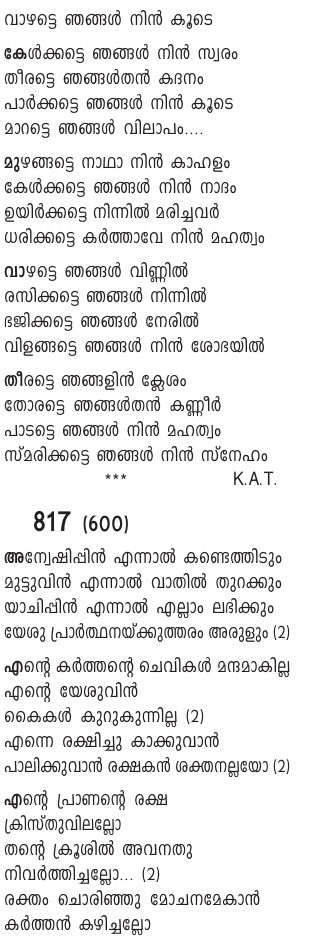 വാഴട്ടെ ഞങ്ങൾ നിൻ കൂടെ
കേൾക്കട്ടെ ഞങ്ങൾ നിൻ സ്വരം
തീരട്ടെ ഞങ്ങൾതൻ കദനം
പാർക്കട്ടെ ഞങ്ങൾ നിൻ കൂടെ
മാറട്ടെ ഞങ്ങൾ വിലാപം....
മുഴങ്ങട്ടെ നാഥാ നിൻ കാഹളം
കേൾക്കട്ടെ ഞങ്ങൾ നിൻ നാദം
ഉയിർക്കട്ടെ നിന്നിൽ മരിച്ചവർ
ധരിക്കട്ടെ കർത്താവേ നിൻ മഹത്വം
വാഴട്ടെ ഞങ്ങൾ വിണ്ണിൽ
രസിക്കട്ടെ ഞങ്ങൾ നിന്നിൽ
ഭജിക്കട്ടെ ഞങ്ങൾ നേരിൽ
വിളങ്ങട്ടെ ഞങ്ങൾ നിൻ ശോഭയിൽ
തീരട്ടെ ഞങ്ങളിൻ ക്ലേശം
തോരട്ടെ ഞങ്ങൾതൻ കണ്ണീർ
പാടട്ടെ ഞങ്ങൾ നിൻ മഹത്വം
സ്മരിക്കട്ടെ ഞങ്ങൾ നിൻ സ്നേഹം
*** K.A.T.
817 (600)
അന്വേഷിപ്പിൻ എന്നാൽ കണ്ടെത്തിടും
മുട്ടുവിൻ എന്നാൽ വാതിൽ തുറക്കും
യാചിപ്പിൻ എന്നാൽ എല്ലാം ലഭിക്കും
യേശു പ്രാർത്ഥനയ്ക്കുത്തരം അരുളും (2)
എന്റെ കർത്തന്റെ ചെവികൾ മന്ദമാകില്ല
എന്റെ യേശുവിൻ
കൈകൾ കുറുകുന്നില്ല (2)
എന്നെ രക്ഷിച്ചു കാക്കുവാൻ
പാലിക്കുവാൻ രക്ഷകൻ ശക്തനല്ലയോ (2)
എന്റെ പ്രാണന്റെ രക്ഷ
ക്രിസ്തുവിലല്ലോ
തന്റെ ക്രൂശിൽ അവനതു
നിവർത്തിച്ചല്ലോ... (2)
രക്തം ചൊരിഞ്ഞു മോചനമേകാൻ
കർത്തൻ കഴിച്ചല്ലോ